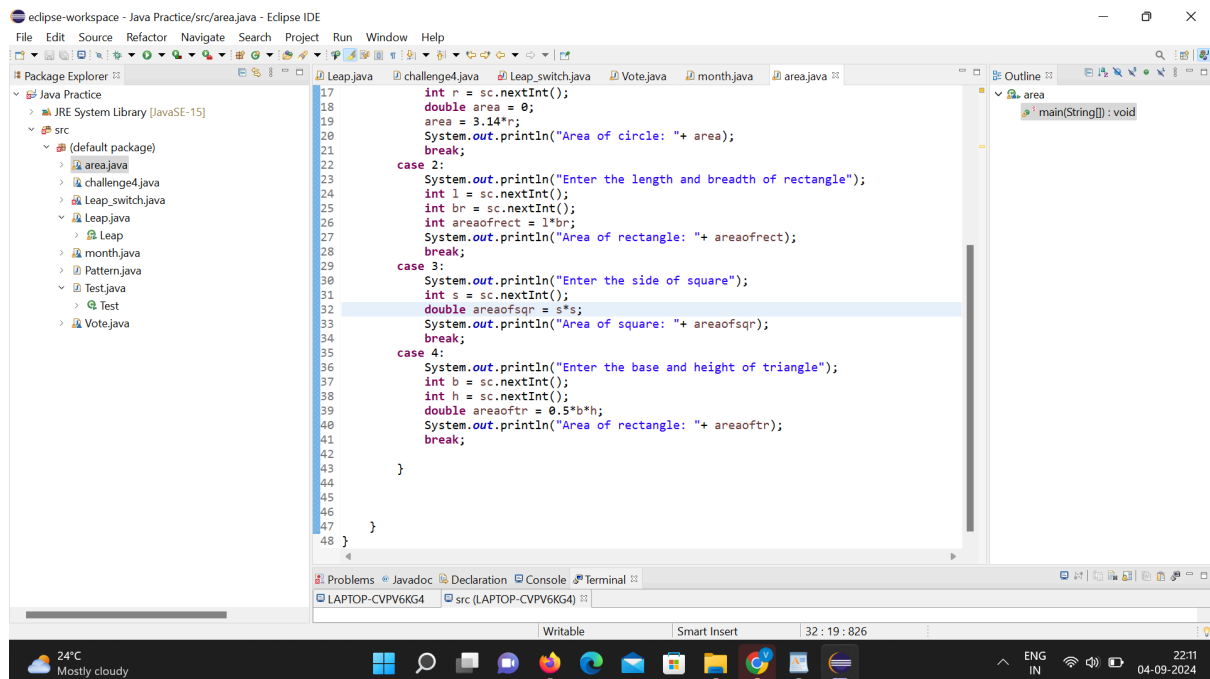 eclipse-workspace - Java Practice/src/area.java - Eclipse IDE
File Edit Source Refactor Navigate Search Project Run Window Help
Package Explorer
Java Practice
JRE System Library [JavaSE-15]
src
(default package)
area.java
challenge4.java
Leap_switch.java
Leap.java
Leap
month.java
Pattern.java
Test.java
Test
Vote.java
Leap.java challenge4.java Leap_switch.java Vote.java month.java area.java
17 int r = sc.nextInt();
18 double area = 0;
19 area = 3.14*r;
20 System.out.println("Area of circle: "+ area);
21 break;
22 case 2:
23 System.out.println("Enter the length and breadth of rectangle");
24 int l = sc.nextInt();
25 int br = sc.nextInt();
26 int areaofrect = l*br;
27 System.out.println("Area of rectangle: "+ areaofrect);
28 break;
29 case 3:
30 System.out.println("Enter the side of square");
31 int s = sc.nextInt();
32 double areaofsqr = s*s;
33 System.out.println("Area of square: "+ areaofsqr);
34 break;
35 case 4:
36 System.out.println("Enter the base and height of triangle");
37 int b = sc.nextInt();
38 int h = sc.nextInt();
39 double areaoftr = 0.5*b*h;
40 System.out.println("Area of rectangle: "+ areaoftr);
41 break;
42
43 }
44
45
46
47 }
48 }
Outline
area
main(String[]) : void
Problems Javadoc Declaration Console Terminal
LAPTOP-CVPV6KG4 src (LAPTOP-CVPV6KG4)
Writable Smart Insert 32 : 19 : 826
24°C
Mostly cloudy
ENG
IN
22:11
04-09-2024